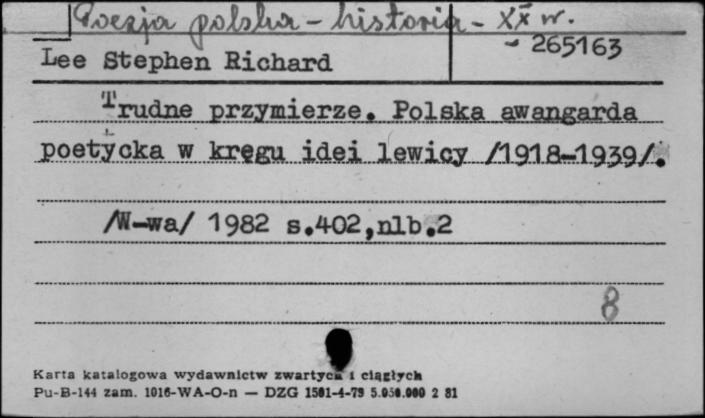 Poezja polska - historia - XX w.
- 265163
Lee Stephen Richard
Trudne przymierze. Polska awangarda
poetycka w kręgu idei lewicy /1918-1939/.
/W-wa/ 1982 s.402,nlb.2
8
Karta katalogowa wydawnictw zwartych i ciągłych
Pu-B-144 zam. 1016-WA-O-n — DZG 1501-4-79 5.050.000 2 81